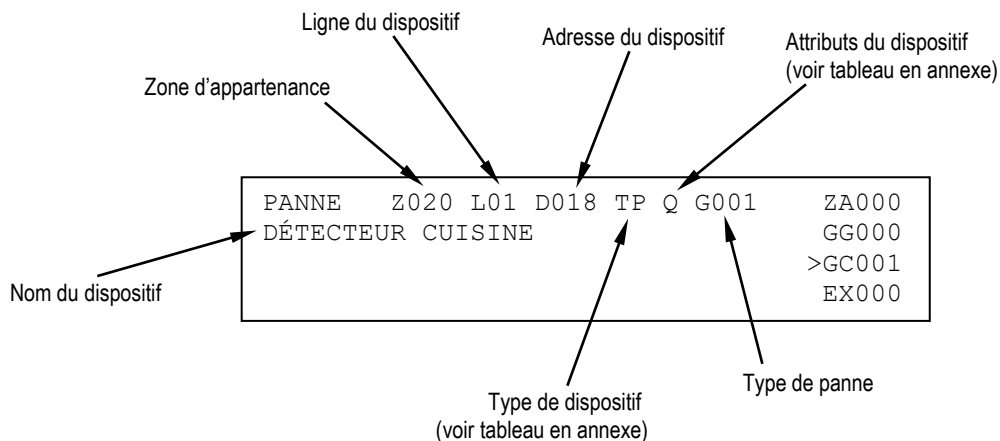 Ligne du dispositif
Adresse du dispositif
Attributs du dispositif
(voir tableau en annexe)
Zone d'appartenance
PANNE Z020 L01 D018 TP Q G001 ZA000
DÉTECTEUR CUISINE GG000
>GC001
EX000
Nom du dispositif
Type de dispositif
(voir tableau en annexe)
Type de panne